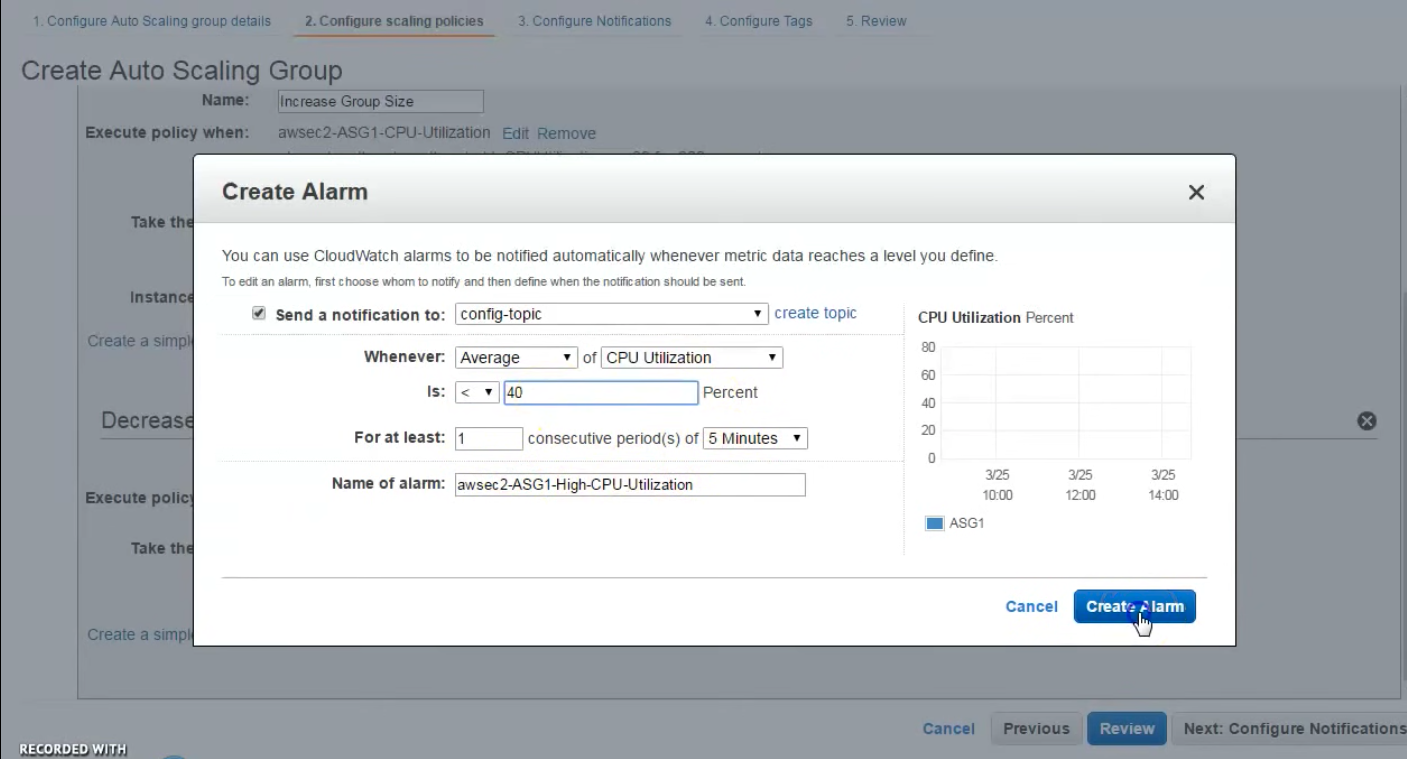 1. Configure Auto Scaling group details 2. Configure scaling policies 3. Configure Notifications 4. Configure Tags 5. Review
Create Auto Scaling Group
Name: Increase Group Size
Execute policy when: awsec2-ASG1-CPU-Utilization Edit Remove
Create Alarm
Take the
You can use CloudWatch alarms to be notified automatically whenever metric data reaches a level you define.
To edit an alarm, first choose whom to notify and then define when the notification should be sent.
Instance
Send a notification to: config-topic create topic
CPU Utilization Percent
Create a simpl
Whenever: Average of CPU Utilization
Is: < 40 Percent
Decrease
For at least: 1 consecutive period(s) of 5 Minutes
80
60
40
20
0
3/25 3/25 3/25
10:00 12:00 14:00
Name of alarm: awsec2-ASG1-High-CPU-Utilization
Execute policy
ASG1
Take the
Cancel Create Alarm
Create a simpl
Cancel Previous Review Next: Configure Notifications
RECORDED WITH